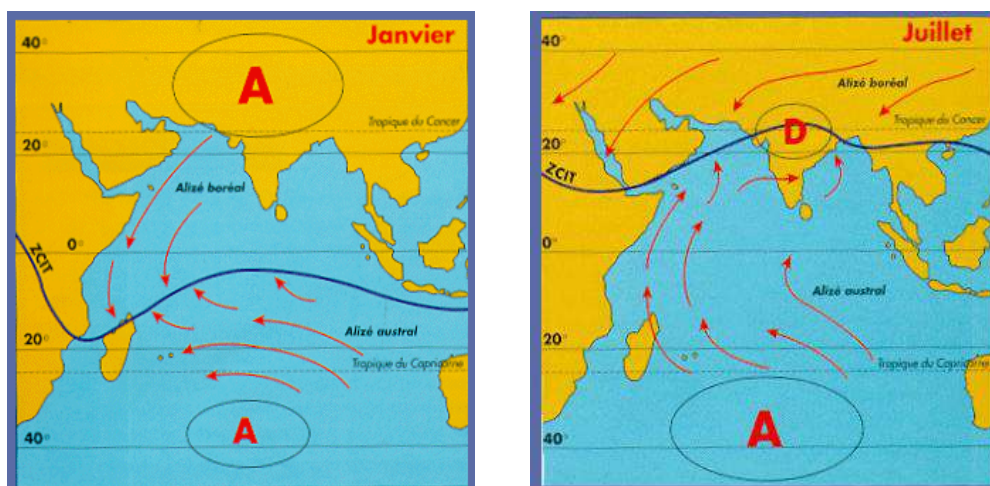 Janvier
40°
A
Tropique du Cancer
20°
Alizé boréal
0°
ZCIT
Alizé austral
20°
Tropique du Capricorne
A
40°
Juillet
40°
Alizé boréal
Tropique du Cancer
D
20°
ZCIT
0°
Alizé austral
20°
Tropique du Capricorne
A
40°